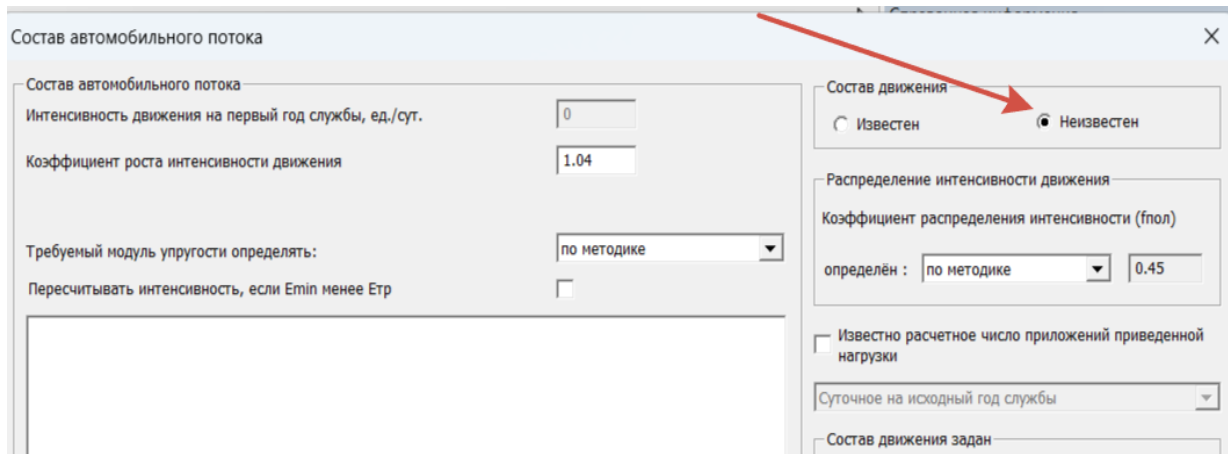 Состав автомобильного потока
Состав автомобильного потока
Интенсивность движения на первый год службы, ед./сут.
0
Коэффициент роста интенсивности движения
1.04
Требуемый модуль упругости определять:
по методике
Пересчитывать интенсивность, если Emin менее Етр
Состав движения
Известен
Неизвестен
Распределение интенсивности движения
Коэффициент распределения интенсивности (fпол)
определён :
по методике
0.45
Известно расчетное число приложений приведенной
нагрузки
Суточное на исходный год службы
Состав движения задан